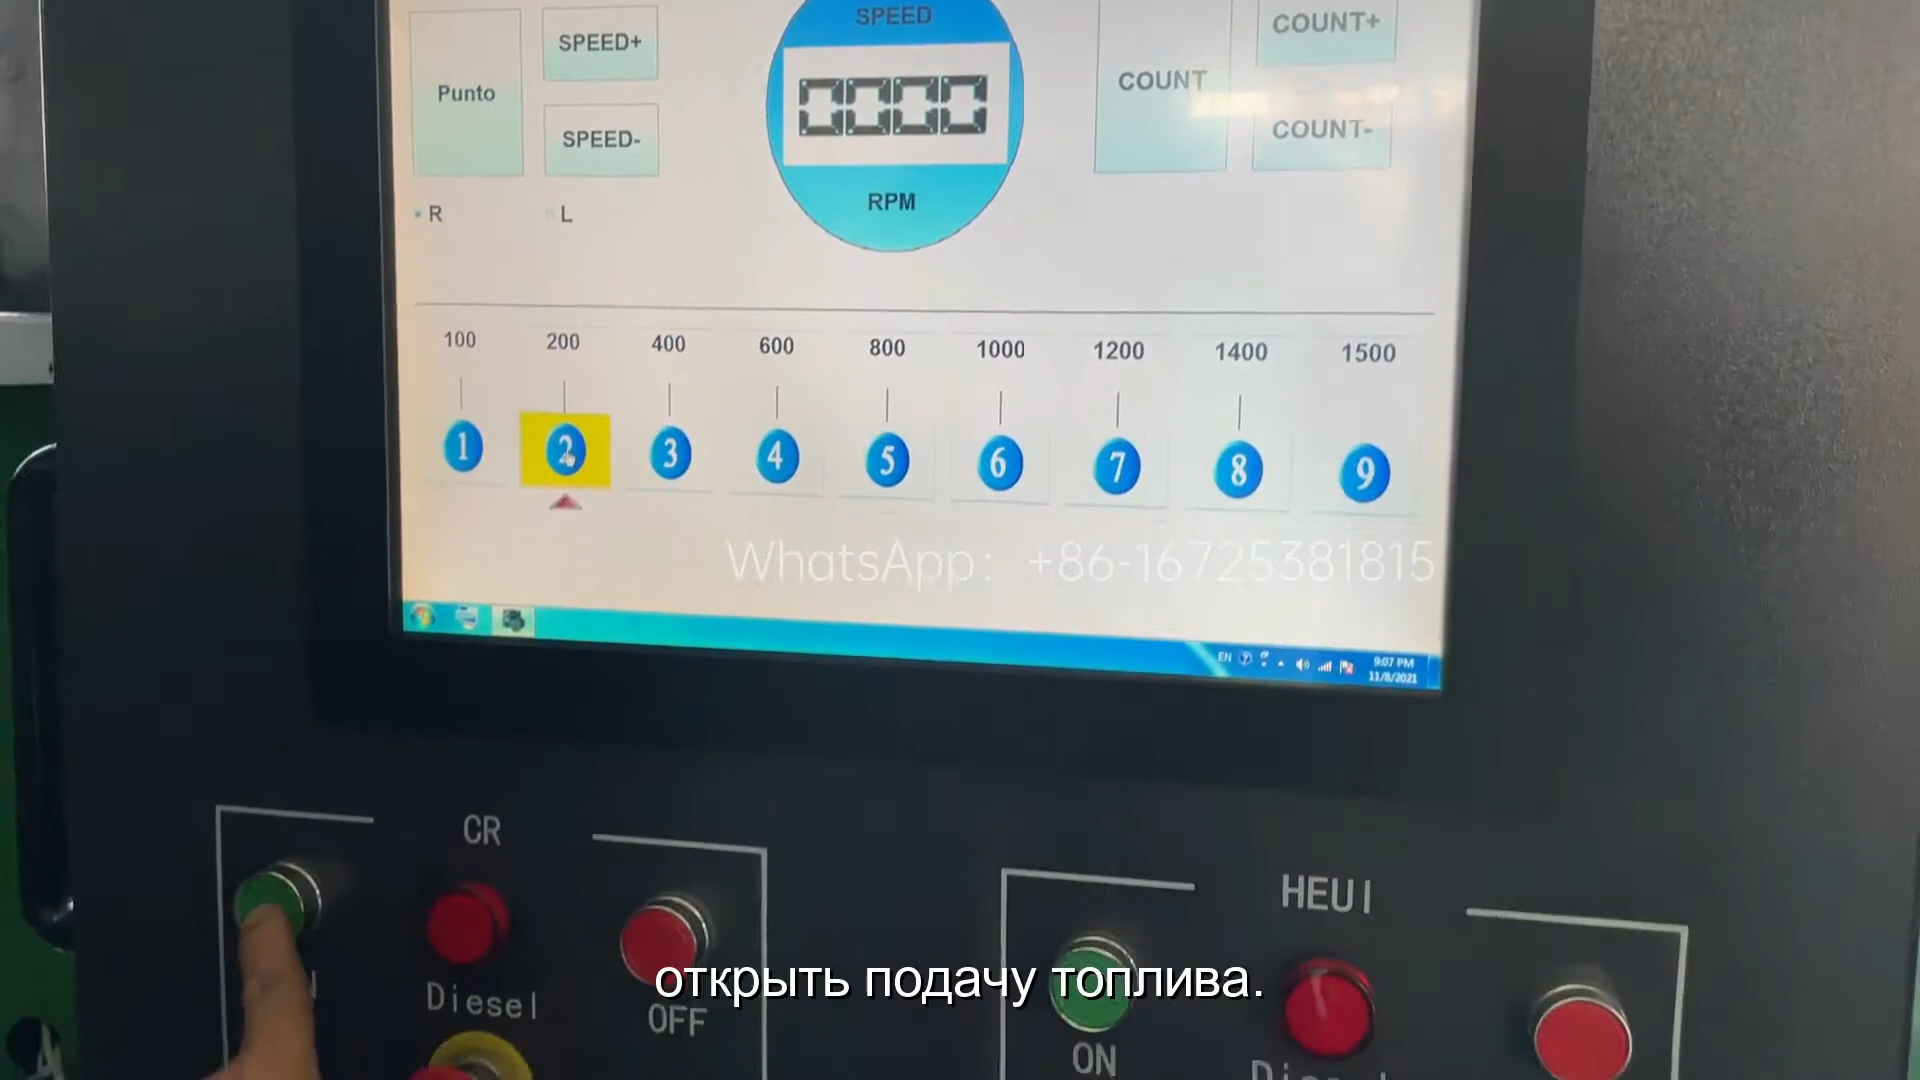 SPEED
SPEED+
COUNT+
Punto
0000
COUNT
SPEED-
COUNT-
RPM
R
L
100
200
400
600
800
1000
1200
1400
1500
1
2
3
4
5
6
7
8
9
WhatsApp: +86-16725381815
EN
9:07 PM
11/8/2021
CR
HEUI
Diesel
OFF
открыть подачу топлива.
ON